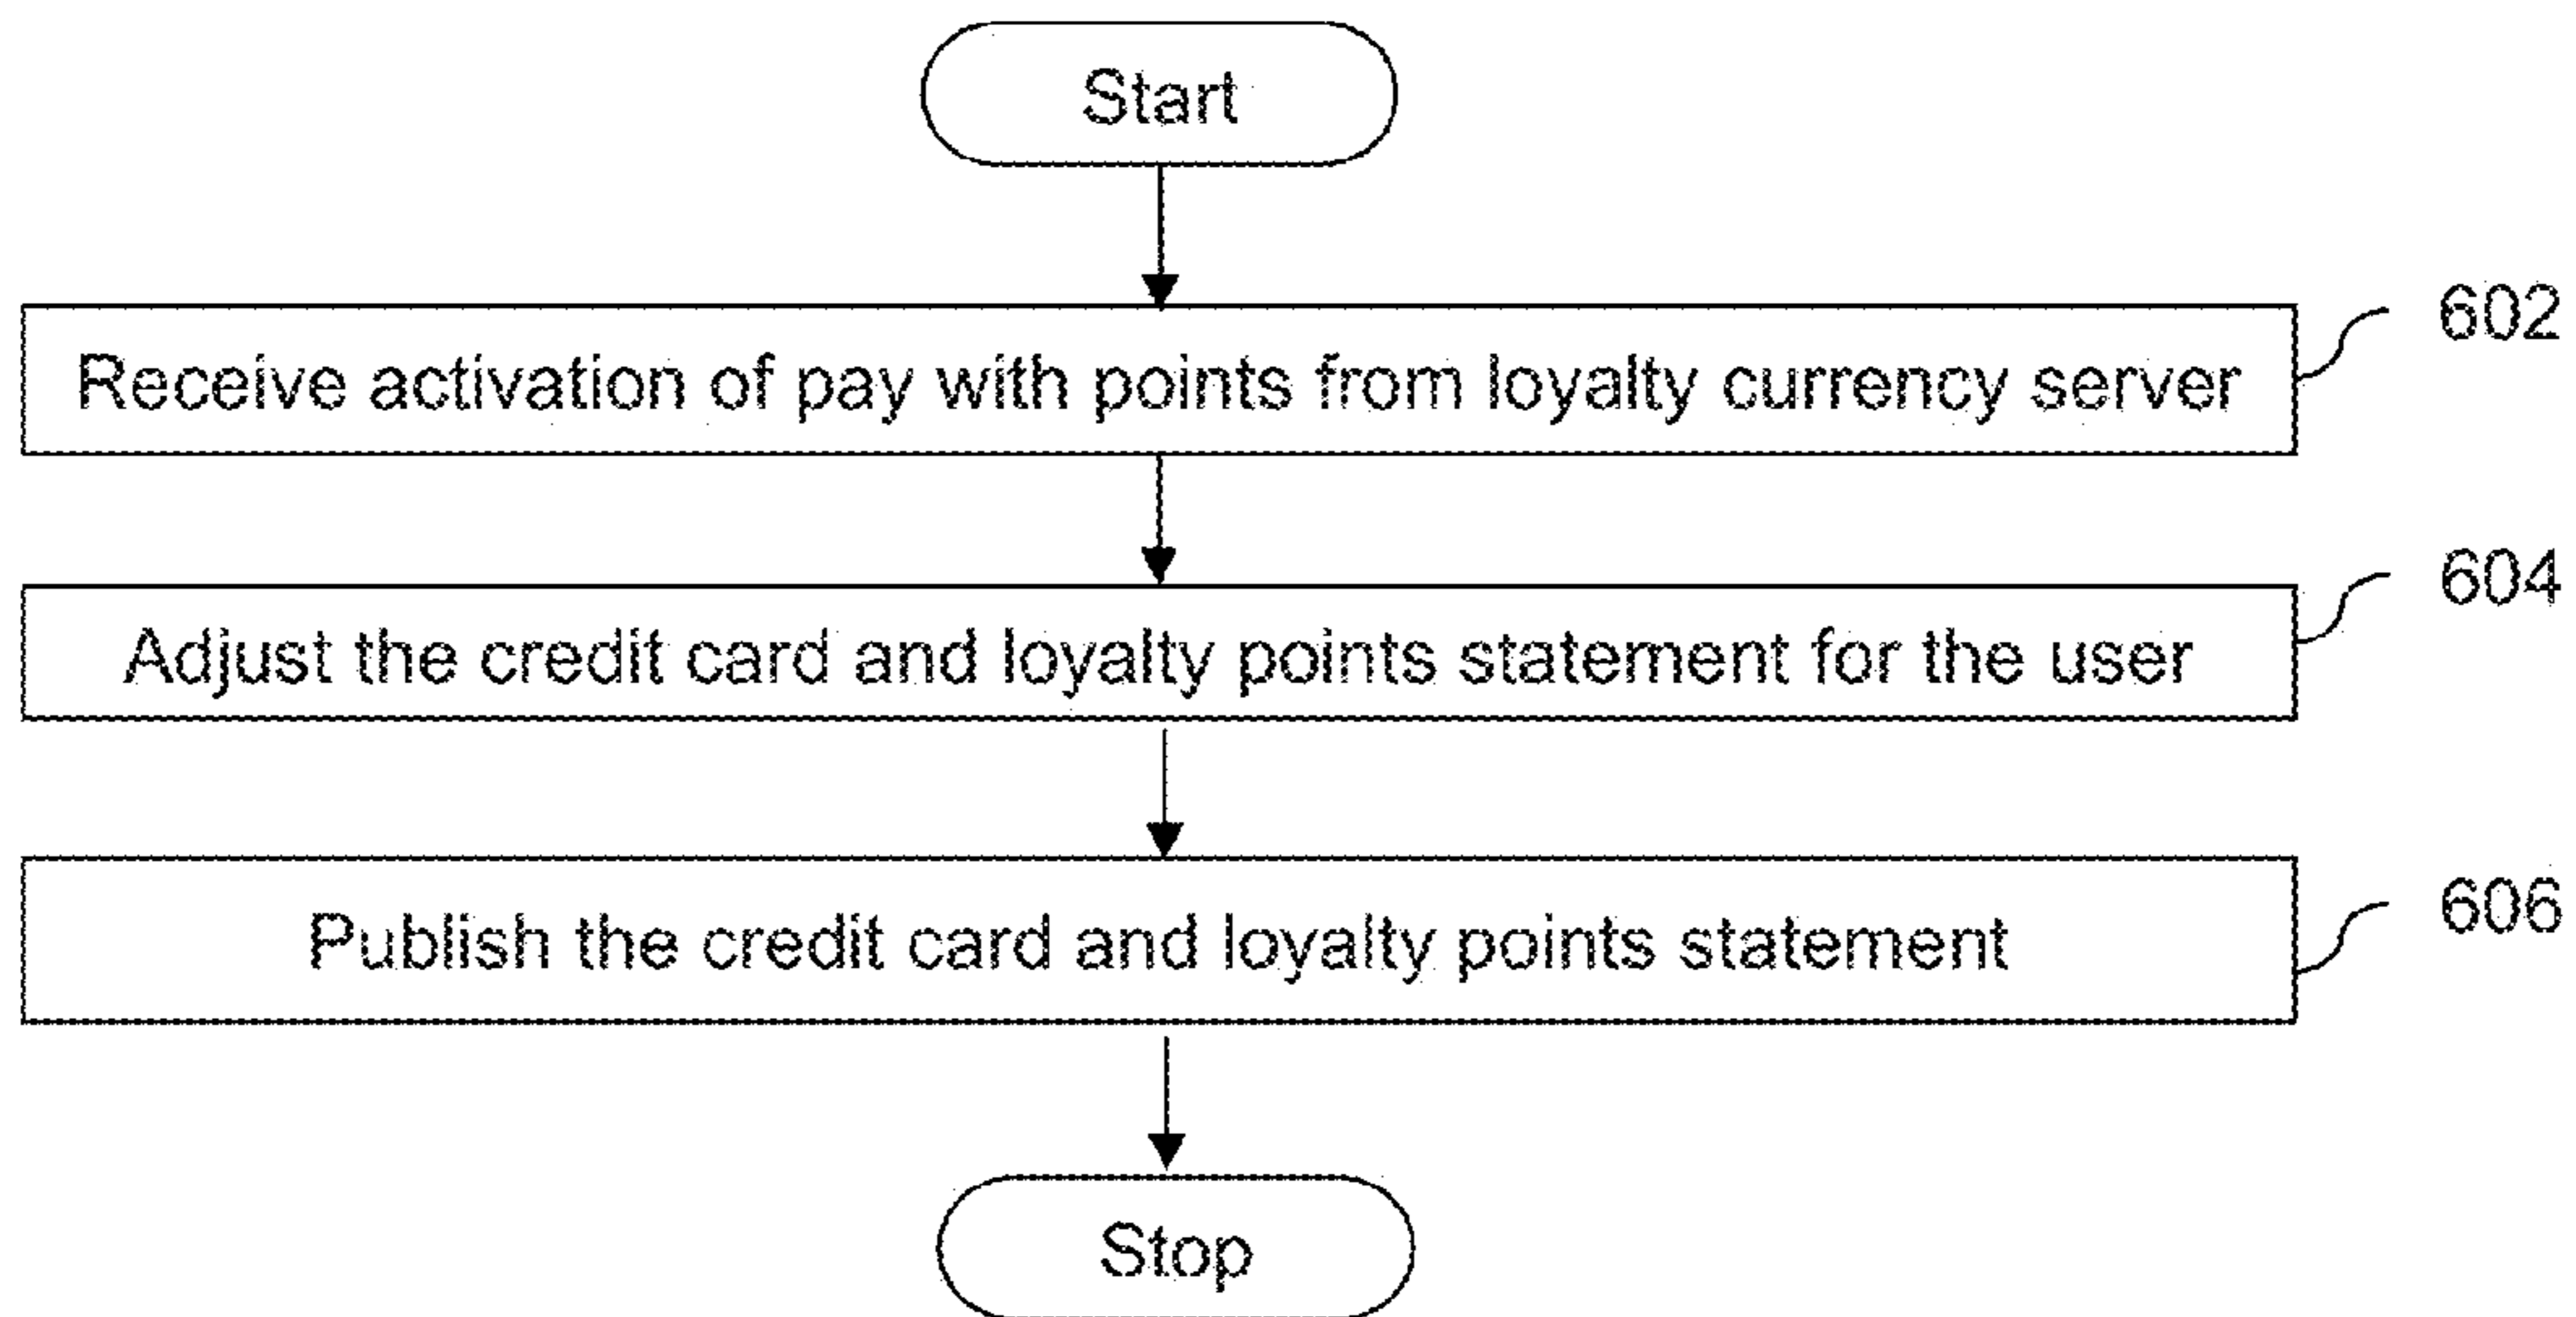 Start
Receive activation of pay with points from loyalty currency server
602
Adjust the credit card and loyalty points statement for the user
604
Publish the credit card and loyalty points statement
606
Stop